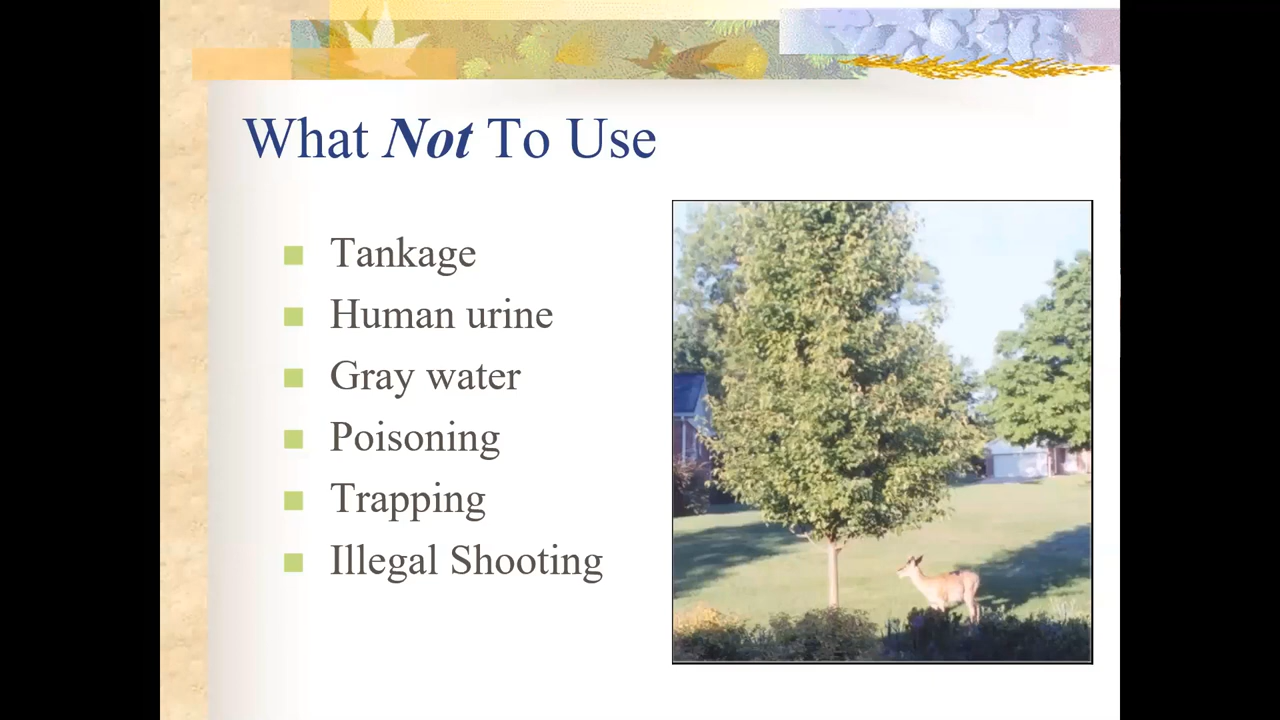 What Not To Use
Tankage
Human urine
Gray water
Poisoning
Trapping
Illegal Shooting